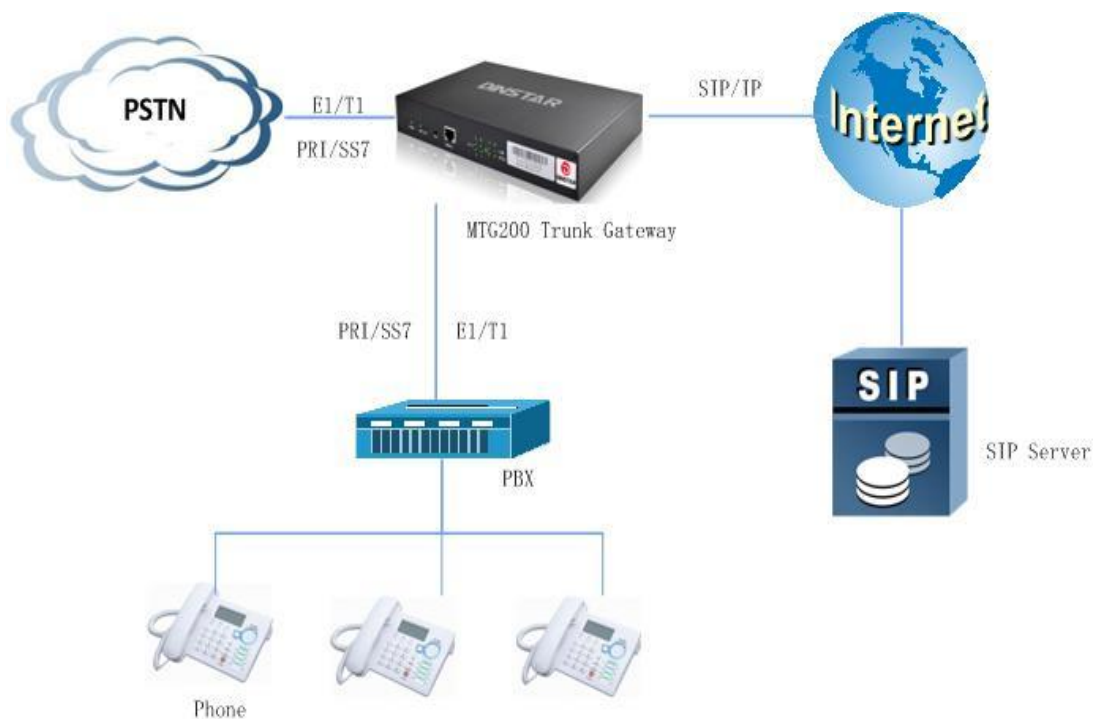 PSTN
E1/T1
PRI/SS7
DINSTAR
SIP/IP
Internet
MTG200 Trunk Gateway
PRI/SS7 E1/T1
SIP
SIP Server
PBX
Phone